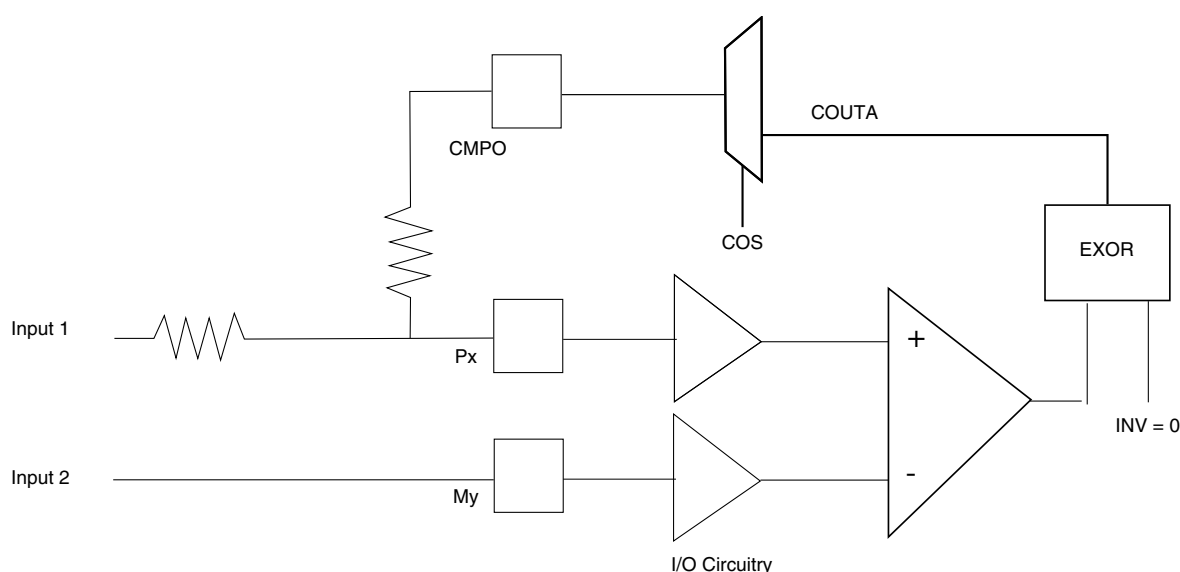 COUTA
CMPO
COS
EXOR
Input 1
Px
+
INV = 0
Input 2
My
-
I/O Circuitry